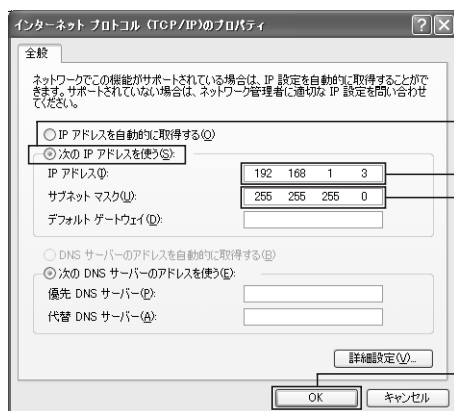 インターネット プロトコル (TCP/IP)のプロパティ
全般
ネットワークでこの機能がサポートされている場合は、IP 設定を自動的に取得することがで
きます。サポートされていない場合は、ネットワーク管理者に適切な IP 設定を問い合わせ
てください。
IP アドレスを自動的に取得する(O)
次の IP アドレスを使う(S):
IP アドレス(I): 192 168 1 3
サブネット マスク(U): 255 255 255 0
デフォルト ゲートウェイ(D):
DNS サーバーのアドレスを自動的に取得する(B)
次の DNS サーバーのアドレスを使う(E):
優先 DNS サーバー(P):
代替 DNS サーバー(A):
詳細設定(V)...
OK キャンセル